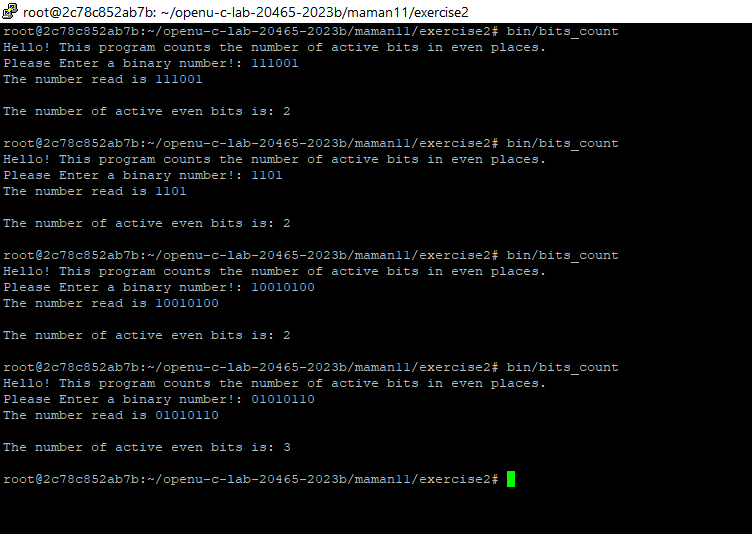 root@2c78c852ab7b: ~/openu-c-lab-20465-2023b/maman11/exercise2
root@2c78c852ab7b:~/openu-c-lab-20465-2023b/maman11/exercise2# bin/bits_count
Hello! This program counts the number of active bits in even places.
Please Enter a binary number!: 111001
The number read is 111001

The number of active even bits is: 2

root@2c78c852ab7b:~/openu-c-lab-20465-2023b/maman11/exercise2# bin/bits_count
Hello! This program counts the number of active bits in even places.
Please Enter a binary number!: 1101
The number read is 1101

The number of active even bits is: 2

root@2c78c852ab7b:~/openu-c-lab-20465-2023b/maman11/exercise2# bin/bits_count
Hello! This program counts the number of active bits in even places.
Please Enter a binary number!: 10010100
The number read is 10010100

The number of active even bits is: 2

root@2c78c852ab7b:~/openu-c-lab-20465-2023b/maman11/exercise2# bin/bits_count
Hello! This program counts the number of active bits in even places.
Please Enter a binary number!: 01010110
The number read is 01010110

The number of active even bits is: 3

root@2c78c852ab7b:~/openu-c-lab-20465-2023b/maman11/exercise2#